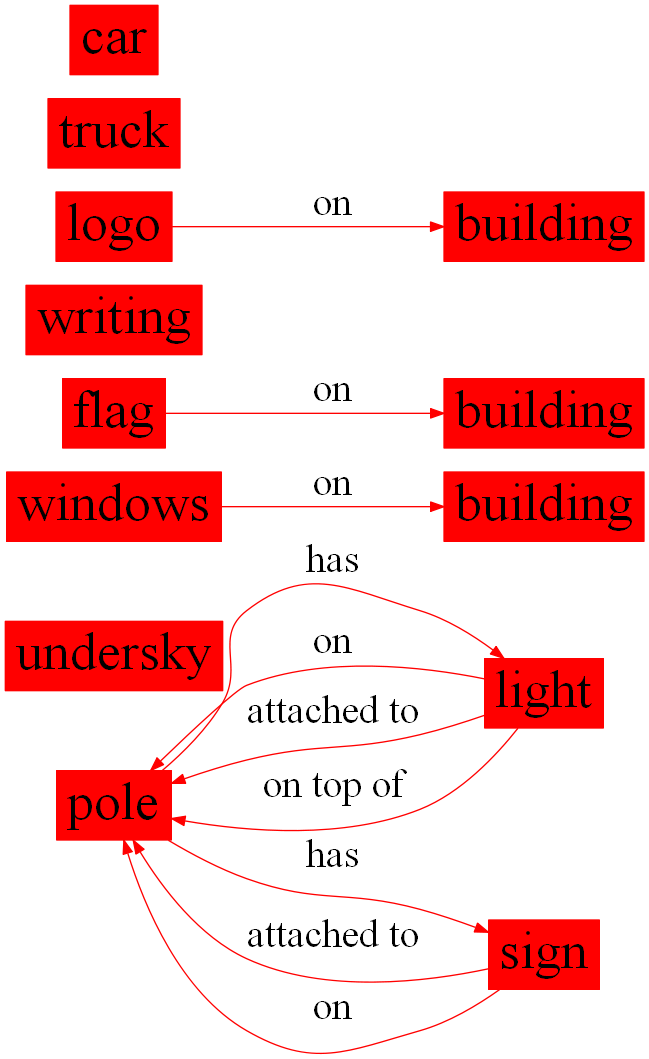 car
truck
logo on building
writing
flag on building
windows on building
has
undersky on light
attached to
pole on top of
has
attached to sign
on